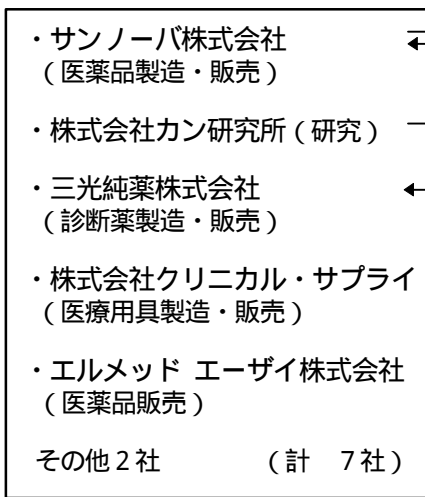 ・サンノーバ株式会社
(医薬品製造・販売)
・株式会社カン研究所(研究)
・三光純薬株式会社
(診断薬製造・販売)
・株式会社クリニカル・サプライ
(医療用具製造・販売)
・エルメッド エーザイ株式会社
(医薬品販売)
その他2社 (計 7社)